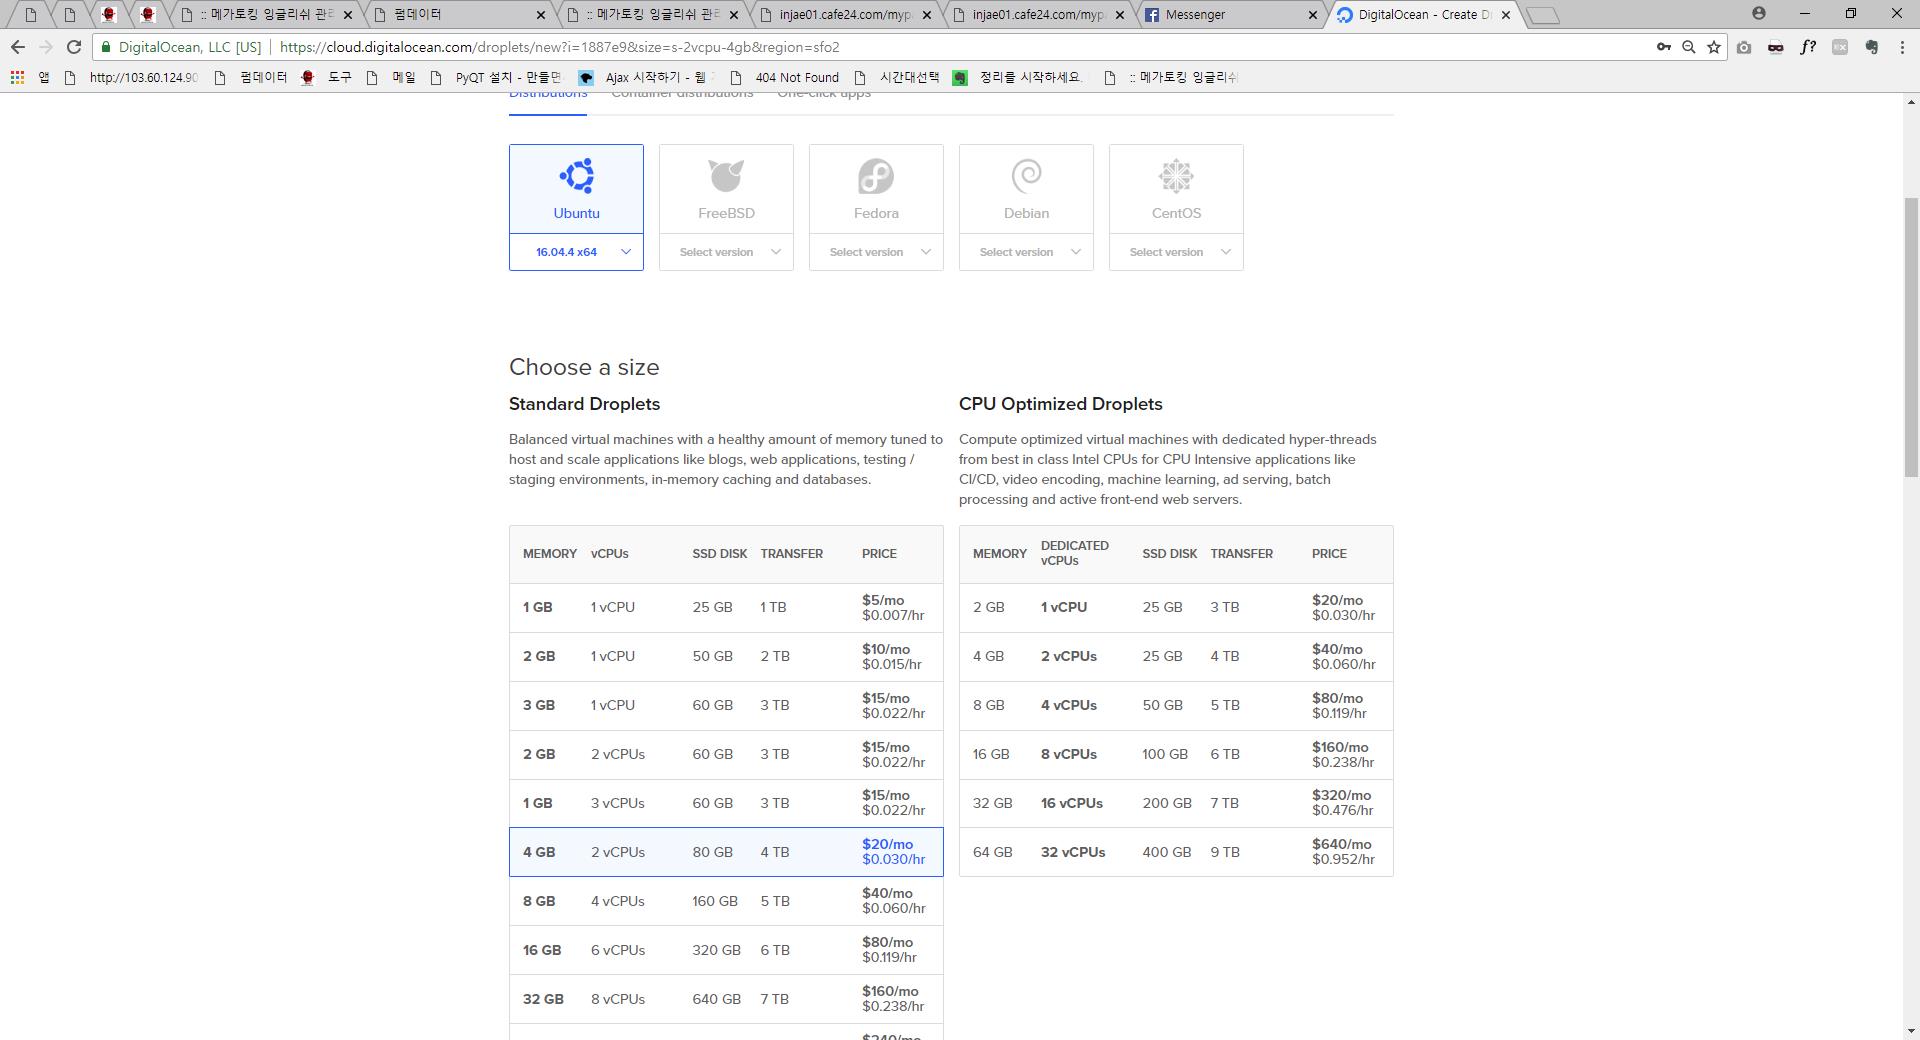 :: 메가토킹 잉글리쉬 관리
펌데이터
:: 메가토킹 잉글리쉬 관리
injae01.cafe24.com/myp
injae01.cafe24.com/myp
Messenger
DigitalOcean - Create D
DigitalOcean, LLC [US]
https://cloud.digitalocean.com/droplets/new?i=1887e9&size=s-2vcpu-4gb&region=sfo2
앱
http://103.60.124.90
펌데이터
도구
메일
PyQT 설치 - 만들면
Ajax 시작하기 - 웹
404 Not Found
시간대선택
정리를 시작하세요.
:: 메가토킹 잉글리쉬
Distributions
Container distributions
One-click apps
Ubuntu
FreeBSD
Fedora
Debian
CentOS
16.04.4 x64
Select version
Select version
Select version
Select version
Choose a size
Standard Droplets
Balanced virtual machines with a healthy amount of memory tuned to
host and scale applications like blogs, web applications, testing /
staging environments, in-memory caching and databases.
MEMORY vCPUs SSD DISK TRANSFER PRICE
1 GB 1 vCPU 25 GB 1 TB $5/mo
$0.007/hr
2 GB 1 vCPU 50 GB 2 TB $10/mo
$0.015/hr
3 GB 1 vCPU 60 GB 3 TB $15/mo
$0.022/hr
2 GB 2 vCPUs 60 GB 3 TB $15/mo
$0.022/hr
1 GB 3 vCPUs 60 GB 3 TB $15/mo
$0.022/hr
4 GB 2 vCPUs 80 GB 4 TB $20/mo
$0.030/hr
8 GB 4 vCPUs 160 GB 5 TB $40/mo
$0.060/hr
16 GB 6 vCPUs 320 GB 6 TB $80/mo
$0.119/hr
32 GB 8 vCPUs 640 GB 7 TB $160/mo
$0.238/hr
$240/mo
CPU Optimized Droplets
Compute optimized virtual machines with dedicated hyper-threads
from best in class Intel CPUs for CPU Intensive applications like
CI/CD, video encoding, machine learning, ad serving, batch
processing and active front-end web servers.
MEMORY DEDICATED vCPUs SSD DISK TRANSFER PRICE
2 GB 1 vCPU 25 GB 3 TB $20/mo
$0.030/hr
4 GB 2 vCPUs 25 GB 4 TB $40/mo
$0.060/hr
8 GB 4 vCPUs 50 GB 5 TB $80/mo
$0.119/hr
16 GB 8 vCPUs 100 GB 6 TB $160/mo
$0.238/hr
32 GB 16 vCPUs 200 GB 7 TB $320/mo
$0.476/hr
64 GB 32 vCPUs 400 GB 9 TB $640/mo
$0.952/hr